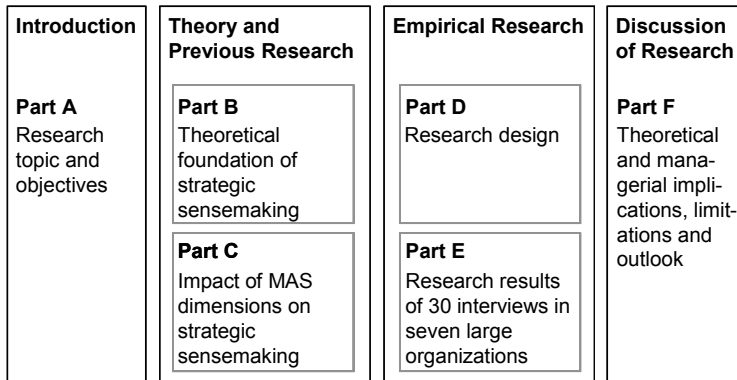 Introduction
Part A
Research
topic and
objectives
Theory and
Previous Research
Part B
Theoretical
foundation of
strategic
sensemaking
Part C
Impact of MAS
dimensions on
strategic
sensemaking
Empirical Research
Part D
Research design
Part E
Research results
of 30 interviews in
seven large
organizations
Discussion
of Research
Part F
Theoretical
and mana-
gerial impli-
cations, limit-
ations and
outlook